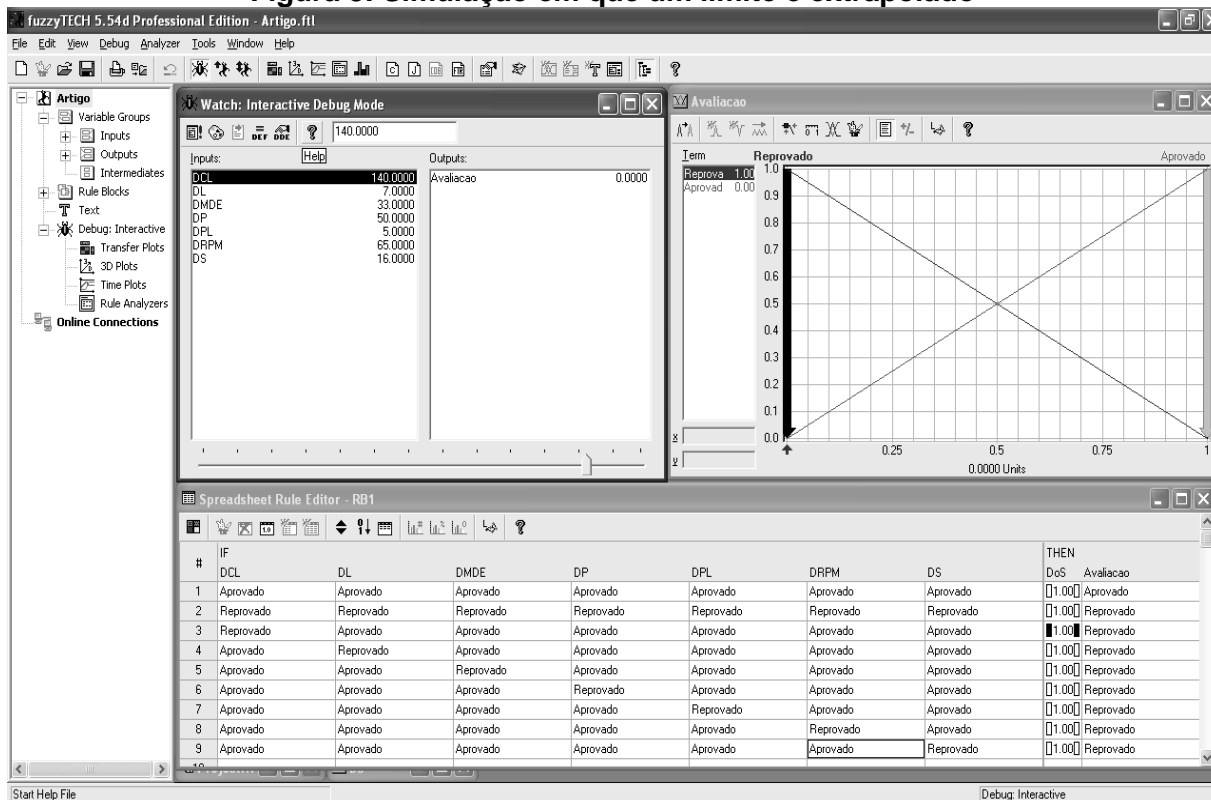 fuzzyTECH 5.54d Professional Edition - Artigo.ftl
File Edit View Debug Analyzer Tools Window Help
Artigo
Variable Groups
Inputs
Outputs
Intermediates
Rule Blocks
Text
Debug: Interactive
Transfer Plots
3D Plots
Time Plots
Rule Analyzers
Online Connections
Watch: Interactive Debug Mode
DEF DDE 140.0000
Help
Inputs: Outputs:
DCL 140.0000 Avaliacao 0.0000
DL 7.0000
DMDE 33.0000
DP 50.0000
DPL 5.0000
DRPM 65.0000
DS 16.0000
Avaliacao
Term Reprovado Aprovado
Reprova 1.00
Aprovad 0.00
1.0
0.9
0.8
0.7
0.6
0.5
0.4
0.3
0.2
0.1
0.0
x
y
0.25 0.5 0.75 1
0.0000 Units
Spreadsheet Rule Editor - RB1
# IF THEN
DCL DL DMDE DP DPL DRPM DS DoS Avaliacao
1 Aprovado Aprovado Aprovado Aprovado Aprovado Aprovado Aprovado 1.00 Aprovado
2 Reprovado Reprovado Reprovado Reprovado Reprovado Reprovado Reprovado 1.00 Reprovado
3 Reprovado Aprovado Aprovado Aprovado Aprovado Aprovado Aprovado 1.00 Reprovado
4 Aprovado Reprovado Aprovado Aprovado Aprovado Aprovado Aprovado 1.00 Reprovado
5 Aprovado Aprovado Reprovado Aprovado Aprovado Aprovado Aprovado 1.00 Reprovado
6 Aprovado Aprovado Aprovado Reprovado Aprovado Aprovado Aprovado 1.00 Reprovado
7 Aprovado Aprovado Aprovado Aprovado Reprovado Aprovado Aprovado 1.00 Reprovado
8 Aprovado Aprovado Aprovado Aprovado Aprovado Reprovado Aprovado 1.00 Reprovado
9 Aprovado Aprovado Aprovado Aprovado Aprovado Aprovado Reprovado 1.00 Reprovado
Start Help File Debug: Interactive